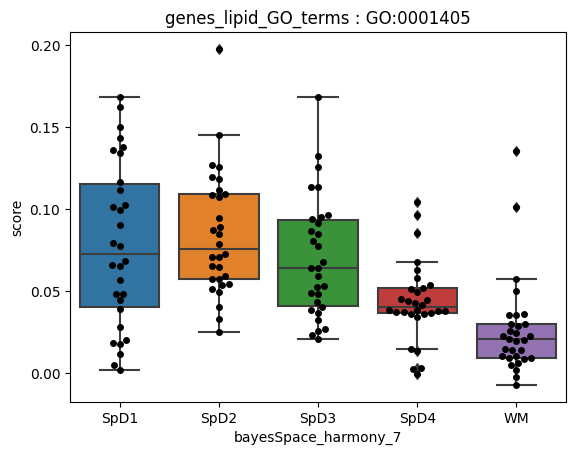 genes_lipid_GO_terms : GO:0001405
0.20
0.15
0.10
0.05
0.00
score
SpD1 SpD2 SpD3 SpD4 WM
bayesSpace_harmony_7